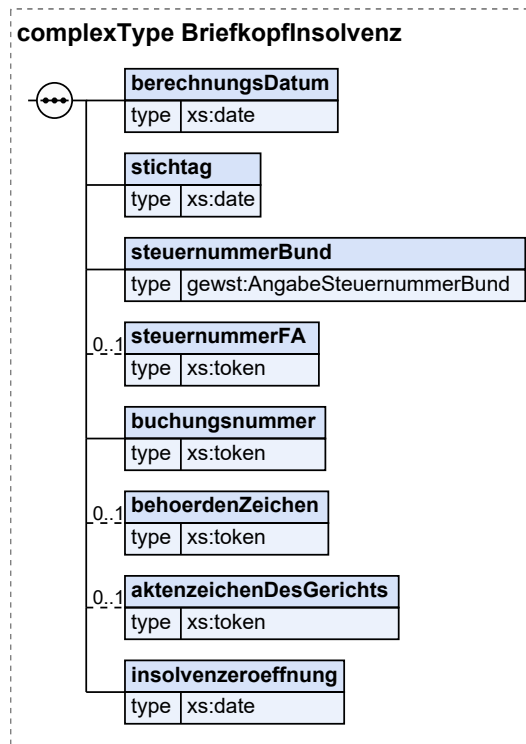 complexType BriefkopfInsolvenz
berechnungsDatum
type xs:date
stichtag
type xs:date
steuernummerBund
type gewst:AngabeSteuernummerBund
0..1 steuernummerFA
type xs:token
buchungsnummer
type xs:token
0..1 behoerdenZeichen
type xs:token
0..1 aktenzeichenDesGerichts
type xs:token
insolvenzeroeffnung
type xs:date